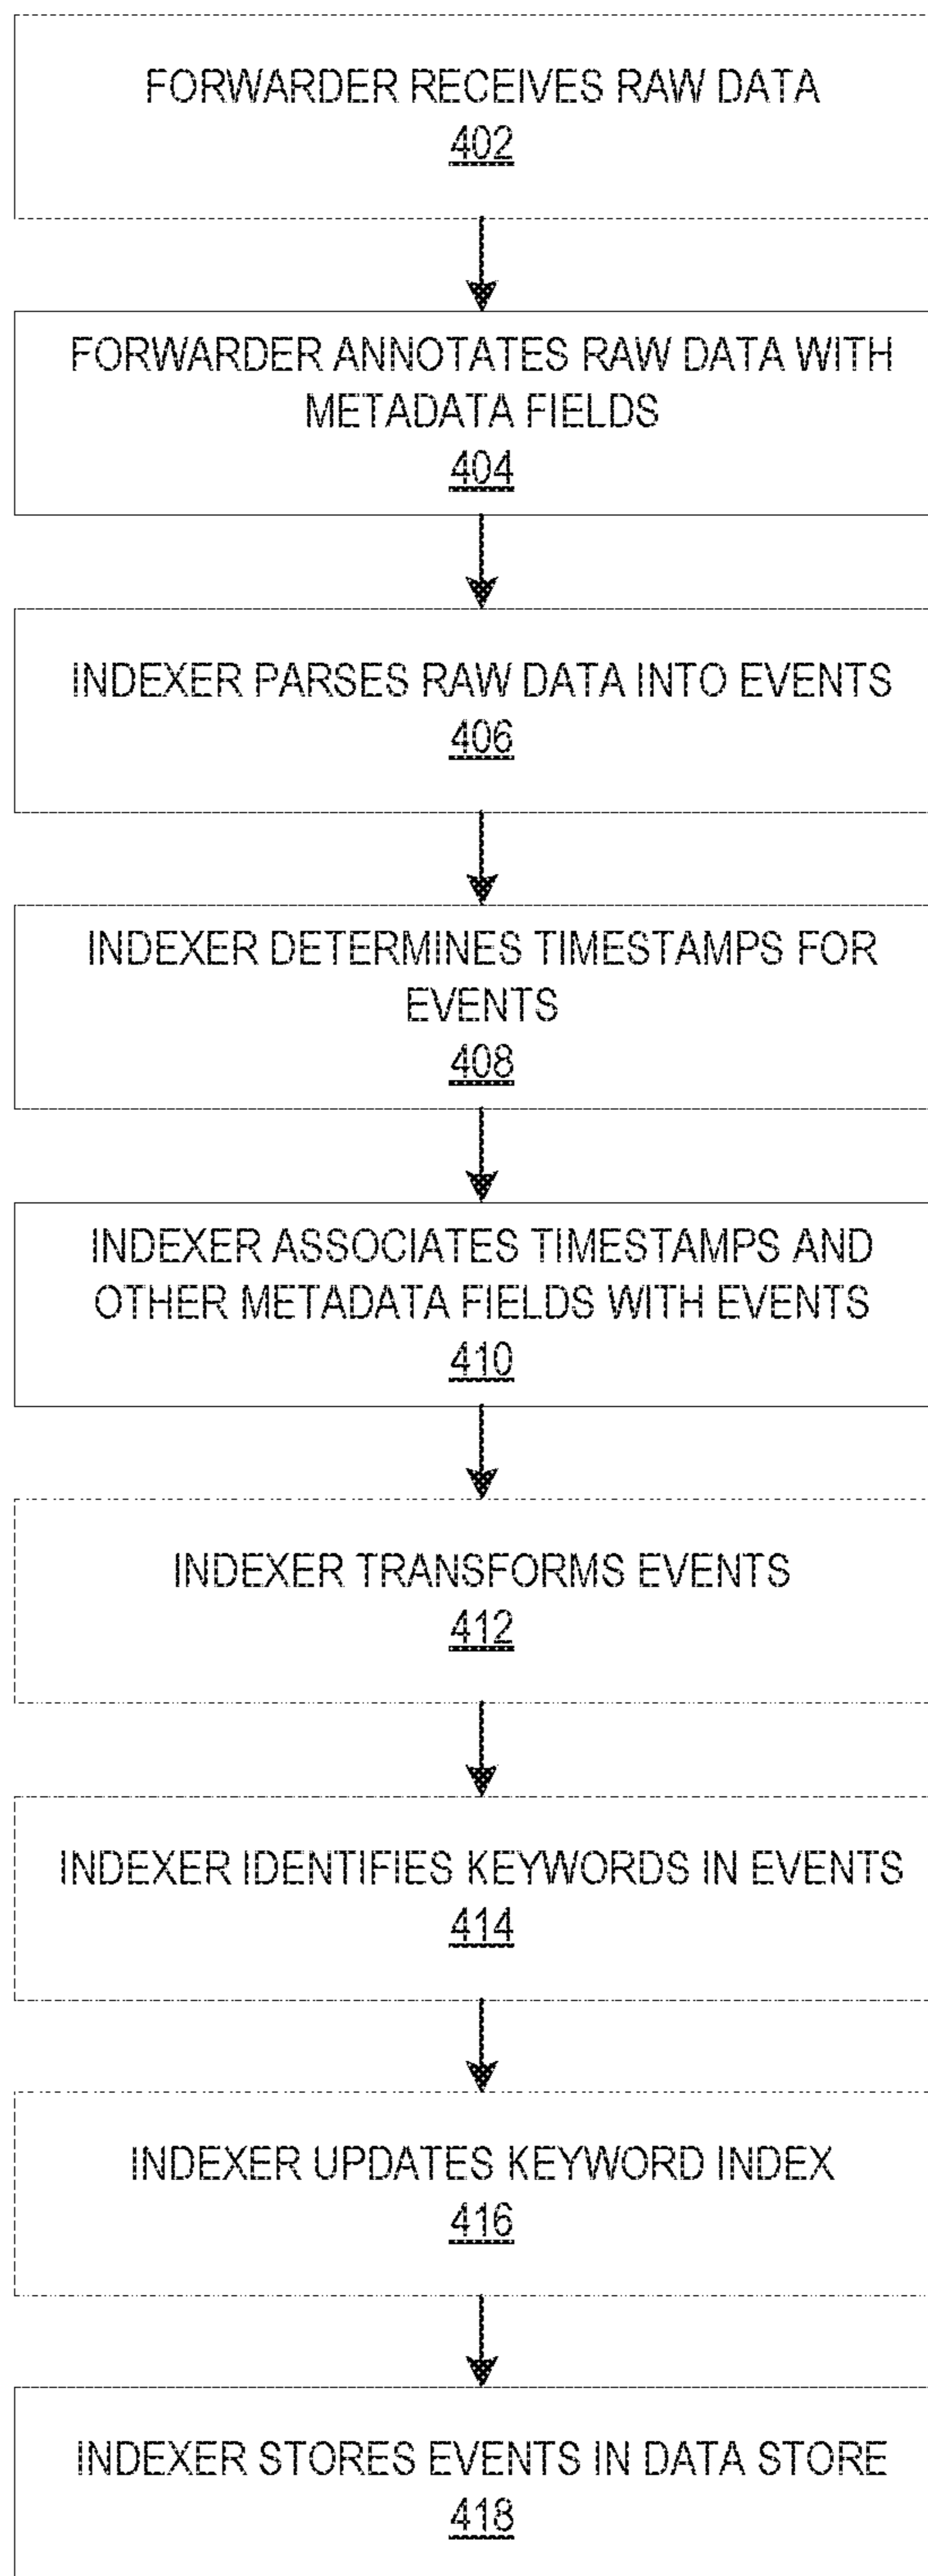 FORWARDER RECEIVES RAW DATA
402
FORWARDER ANNOTATES RAW DATA WITH
METADATA FIELDS
404
INDEXER PARSES RAW DATA INTO EVENTS
406
INDEXER DETERMINES TIMESTAMPS FOR
EVENTS
408
INDEXER ASSOCIATES TIMESTAMPS AND
OTHER METADATA FIELDS WITH EVENTS
410
INDEXER TRANSFORMS EVENTS
412
INDEXER IDENTIFIES KEYWORDS IN EVENTS
414
INDEXER UPDATES KEYWORD INDEX
416
INDEXER STORES EVENTS IN DATA STORE
418